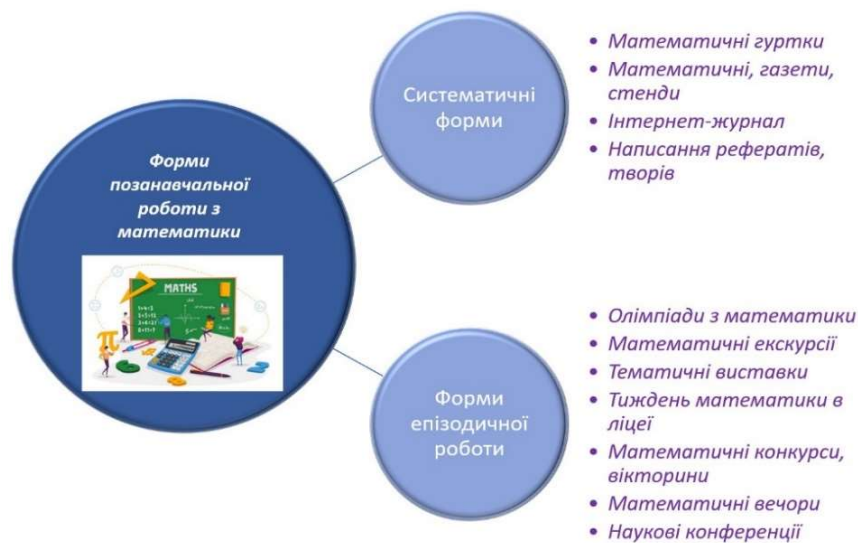 Форми
позанавчальної
роботи з
математики
MATHS
Систематичні
форми
• Математичні гуртки
• Математичні, газети,
стенди
• Інтернет-журнал
• Написання рефератів,
творів
Форми
епізодичної
роботи
• Олімпіади з математики
• Математичні екскурсії
• Тематичні виставки
• Тиждень математики в
ліцеї
• Математичні конкурси,
вікторини
• Математичні вечори
• Наукові конференції